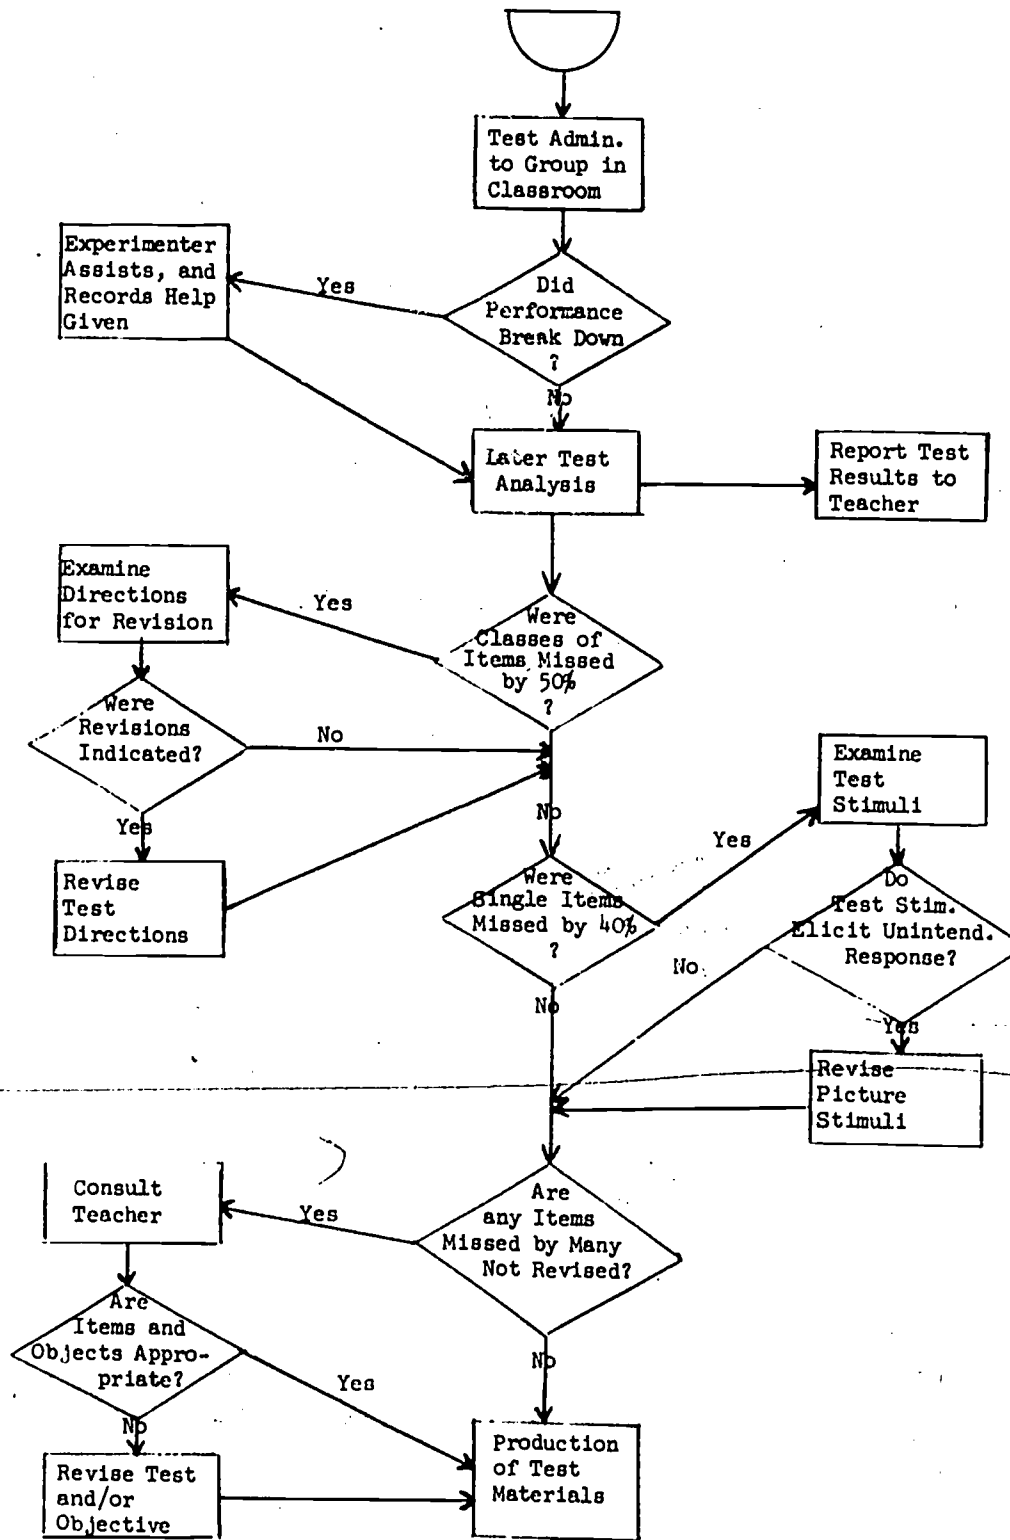 Test Admin.
to Group in
Classroom
Experimenter
Assists, and
Records Help
Given
Yes
Did
Performance
Break Down
?
No
Later Test
Analysis
Report Test
Results to
Teacher
Examine
Directions
for Revision
Yes
Were
Classes of
Items Missed
by 50%
?
Were
Revisions
Indicated?
No
Yes
Revise
Test
Directions
No
Examine
Test
Stimuli
Yes
Were
Single Items
Missed by 40%
?
No
Do
Test Stim.
Elicit Unintend.
Response?
No
Yes
Revise
Picture
Stimuli
Consult
Teacher
Yes
Are
any Items
Missed by Many
Not Revised?
No
Are
Items and
Objects Appro-
priate?
Yes
No
Revise Test
and/or
Objective
Production
of Test
Materials